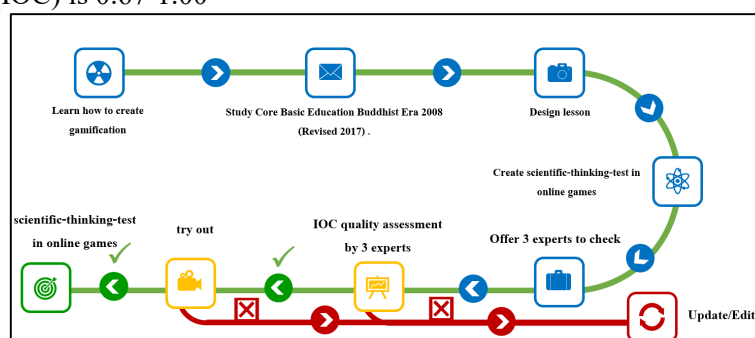 IOC) is 0.67-1.00
Learn how to create
gamification
Study Core Basic Education Buddhist Era 2008
(Revised 2017) .
Design lesson
Create scientific-thinking-test in
online games
Offer 3 experts to check
IOC quality assessment
by 3 experts
try out
scientific-thinking-test
in online games
Update/Edit